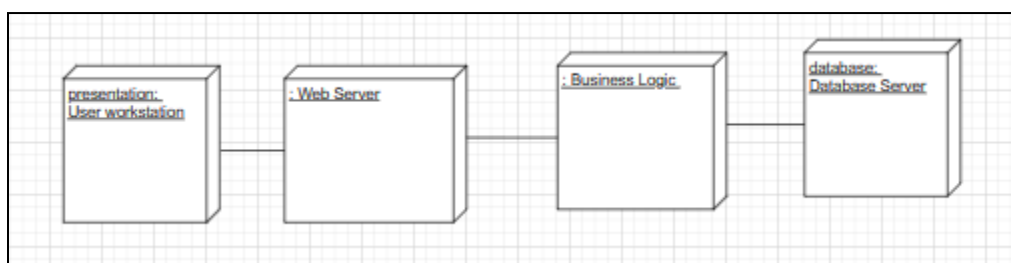 presentation:
User workstation
: Web Server
: Business Logic
database:
Database Server